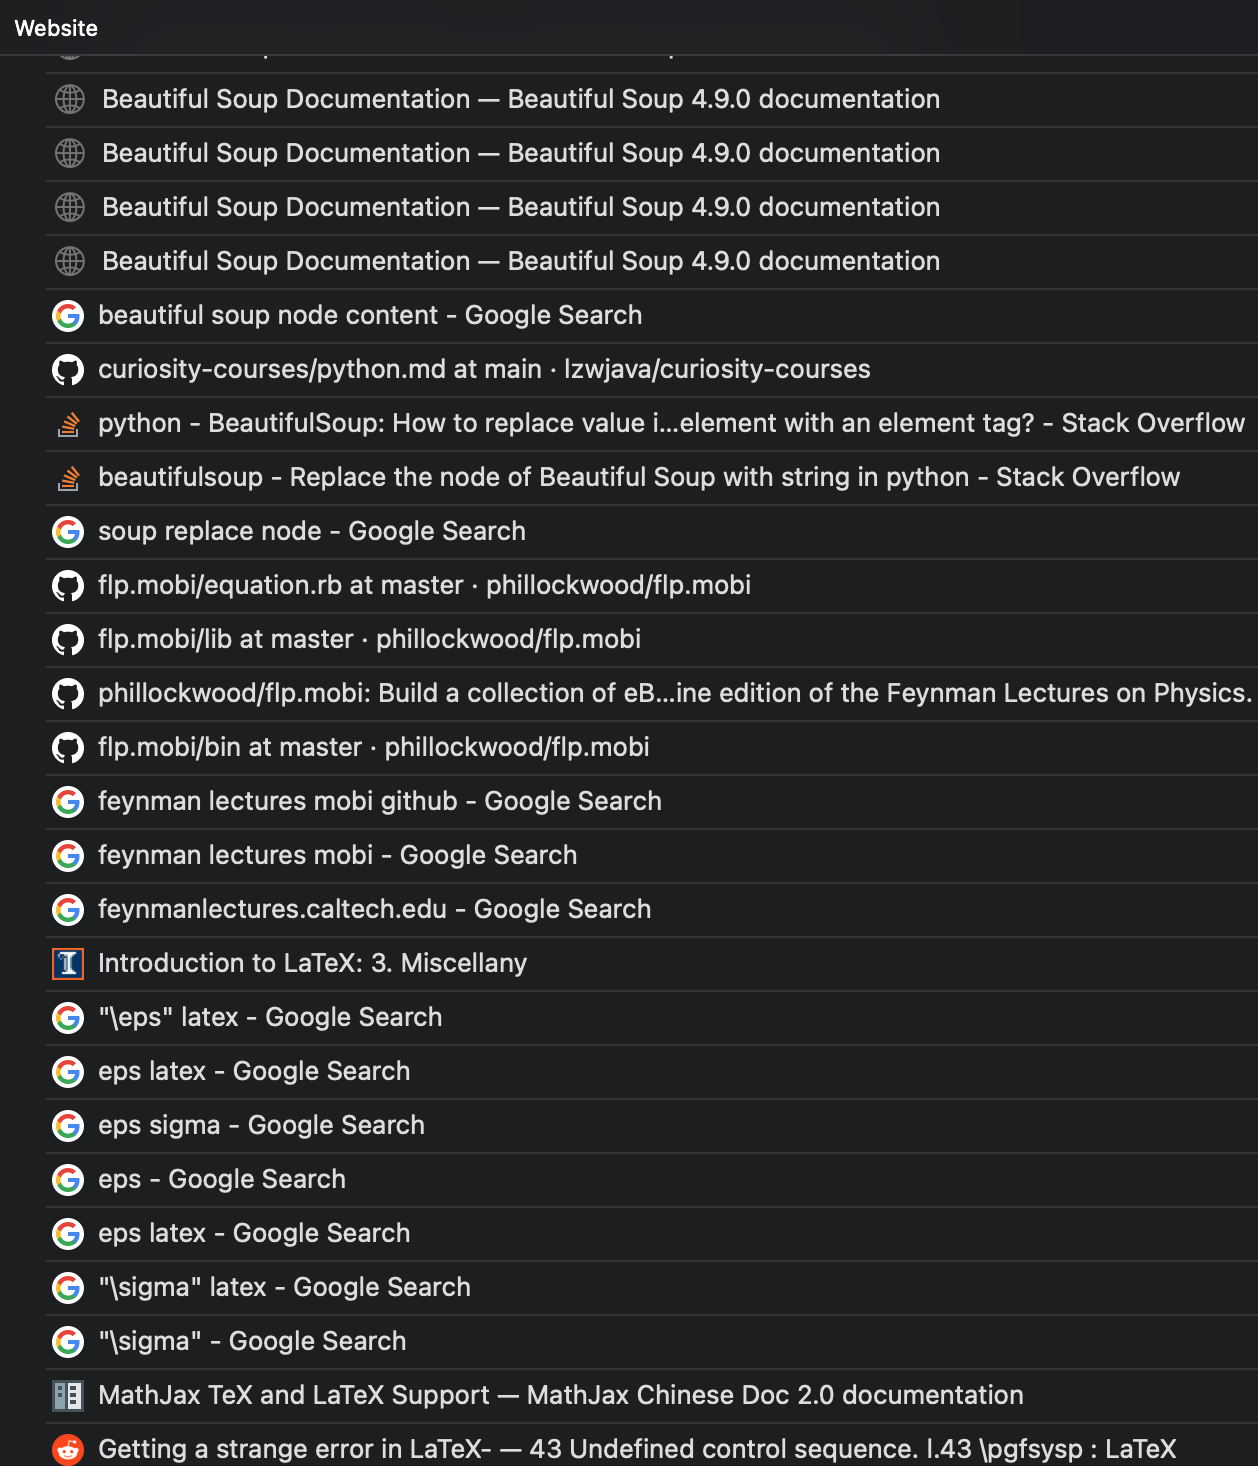 Website
Beautiful Soup Documentation — Beautiful Soup 4.9.0 documentation
Beautiful Soup Documentation — Beautiful Soup 4.9.0 documentation
Beautiful Soup Documentation — Beautiful Soup 4.9.0 documentation
Beautiful Soup Documentation — Beautiful Soup 4.9.0 documentation
beautiful soup node content - Google Search
curiosity-courses/python.md at main · lzwjava/curiosity-courses
python - BeautifulSoup: How to replace value i...element with an element tag? - Stack Overflow
beautifulsoup - Replace the node of Beautiful Soup with string in python - Stack Overflow
soup replace node - Google Search
flp.mobi/equation.rb at master · phillockwood/flp.mobi
flp.mobi/lib at master · phillockwood/flp.mobi
phillockwood/flp.mobi: Build a collection of eB...ine edition of the Feynman Lectures on Physics.
flp.mobi/bin at master · phillockwood/flp.mobi
feynman lectures mobi github - Google Search
feynman lectures mobi - Google Search
feynmanlectures.caltech.edu - Google Search
Introduction to LaTeX: 3. Miscellany
"\eps" latex - Google Search
eps latex - Google Search
eps sigma - Google Search
eps - Google Search
eps latex - Google Search
"\sigma" latex - Google Search
"\sigma" - Google Search
MathJax TeX and LaTeX Support — MathJax Chinese Doc 2.0 documentation
Getting a strange error in LaTeX- — 43 Undefined control sequence. l.43 \pgfsysp : LaTeX